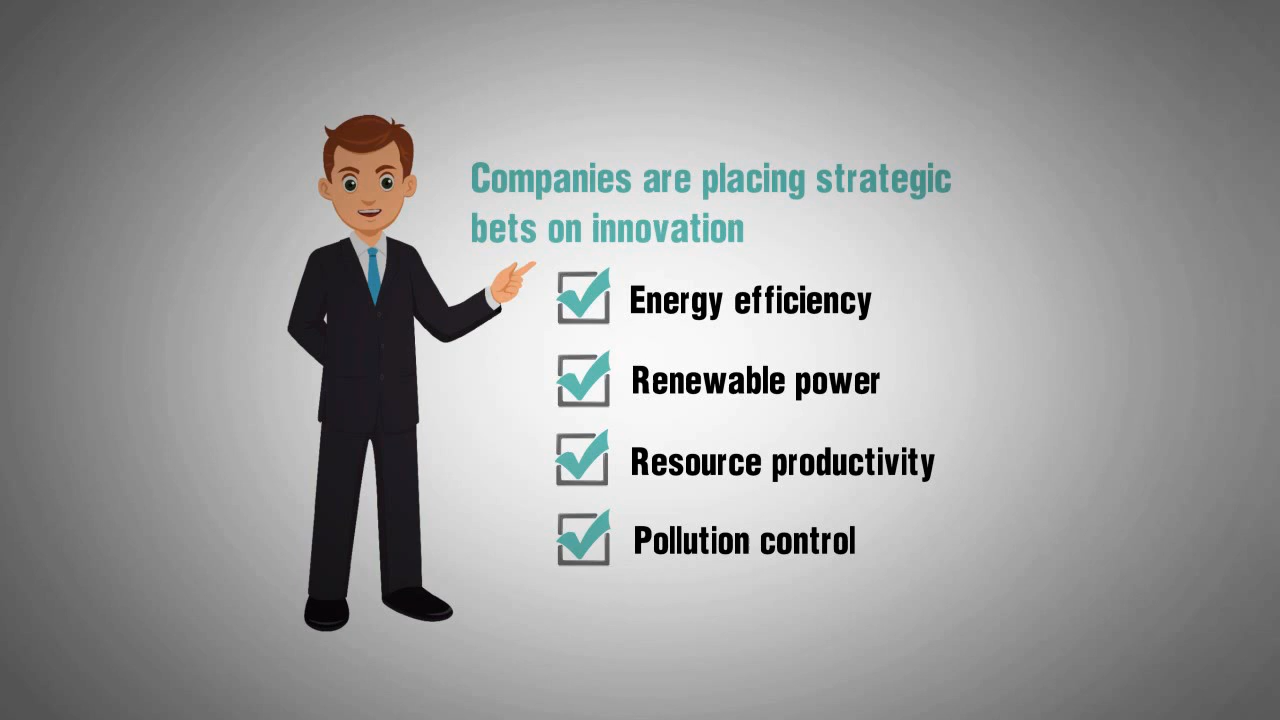 Companies are placing strategic
bets on innovation
Energy efficiency
Renewable power
Resource productivity
Pollution control